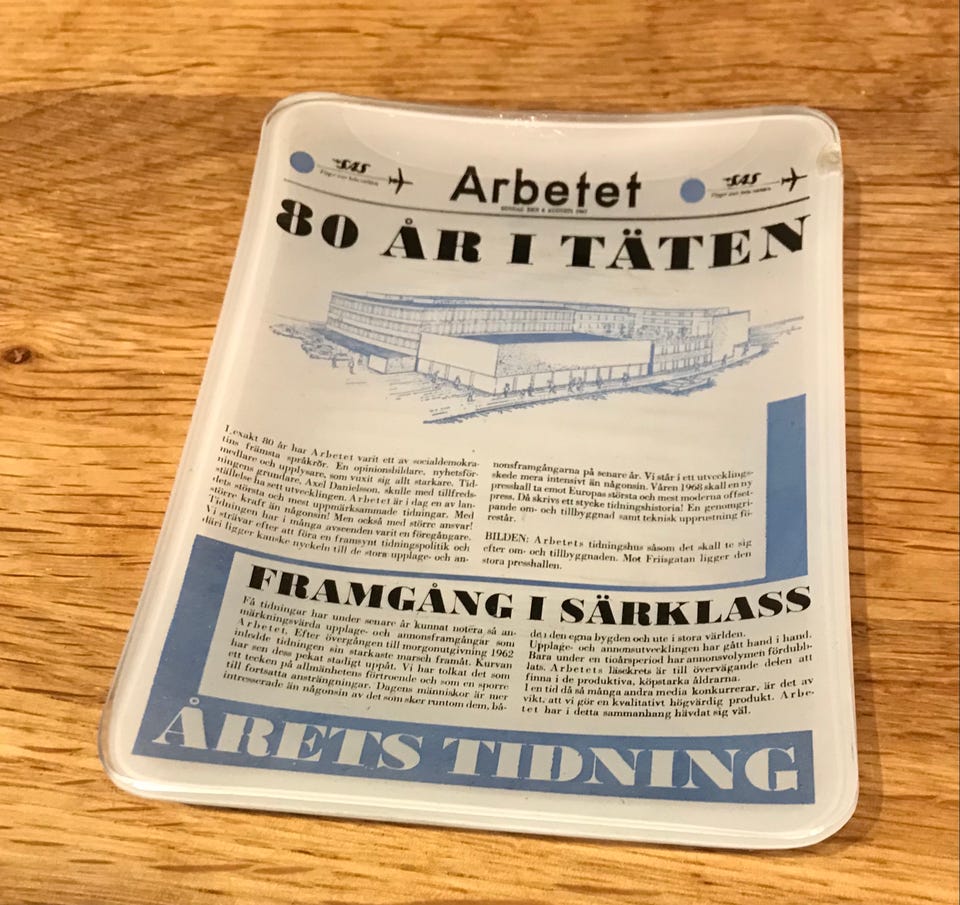 SAS
Arbetet
SAS
SÖNDAG DEN 6 AUGUSTI 1967
80 ÅR I TÄTEN
I exakt 80 år har Arbetet varit ett av socialdemokra-
tins främsta språkrör. En opinionsbildare, nyhetsför-
medlare och upplysare, som vuxit sig allt starkare. Tid-
ningens grundare, Axel Danielsson, skulle med tillfreds-
ställelse ha sett utvecklingen. Arbetet är i dag en av lan-
dets största och mest uppmärksammade tidningar. Med
större kraft än någonsin! Men också med större ansvar!
Tidningen har i många avseenden varit en föregångare.
Vi strävar efter att föra en framsynt tidningspolitik och
däri ligger kanske nyckeln till de stora upplage- och an-
nonsframgångarna på senare år. Vi står i ett utvecklings-
skede mera intensivt än någonsin. Våren 1968 skall en ny
presshall ta emot Europas största och mest moderna offset-
press. Då skrivs ett stycke tidningshistoria! En genomgri-
pande om- och tillbyggnad samt teknisk upprustning fö-
restår.
BILDEN: Arbetets tidningshus såsom det skall te sig
efter om- och tillbyggnaden. Mot Friisgatan ligger den
stora presshallen.
FRAMGÅNG I SÄRKLASS
Få tidningar har under senare år kunnat notera så an-
märkningsvärda upplage- och annonsframgångar som
Arbetet. Efter övergången till morgonutgivning 1962
inledde tidningen sin starkaste marsch framåt. Kurvan
har sen dess pekat stadigt uppåt. Vi har tolkat det som
ett tecken på allmänhetens förtroende och som en sporre
till fortsatta ansträngningar. Dagens människor är mer
intresserade än någonsin av det som sker runtom dem, bå-
de i den egna bygden och ute i stora världen.
Upplage- och annonsutvecklingen har gått hand i hand.
Bara under en tioårsperiod har annonsvolymen fördubb-
lats. Arbetets läsekrets är till övervägande delen att
finna i de produktiva, köpstarka åldrarna.
I en tid då så många andra media konkurrerar, är det av
vikt, att vi gör en kvalitativt högvärdig produkt. Arbe-
tet har i detta sammanhang hävdat sig väl.
ÅRETS TIDNING